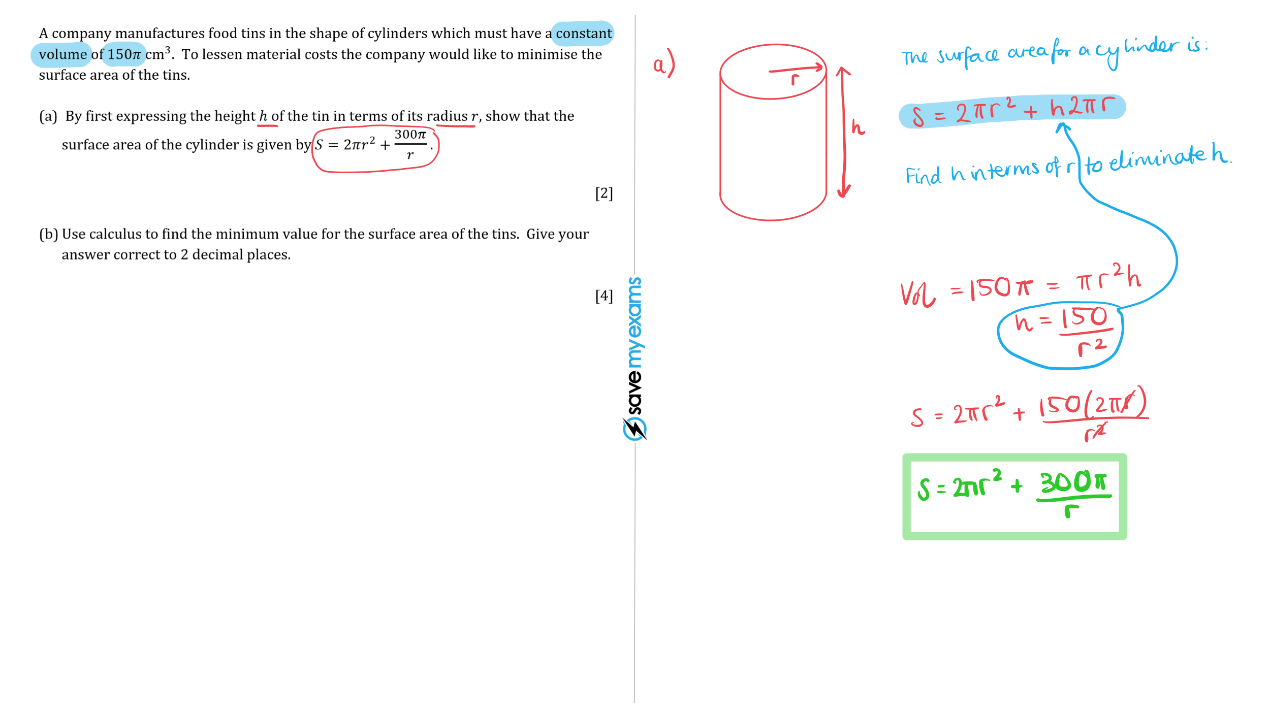 A company manufactures food tins in the shape of cylinders which must have a constant
volume of 150π cm³. To lessen material costs the company would like to minimise the
surface area of the tins.
(a) By first expressing the height h of the tin in terms of its radius r, show that the
surface area of the cylinder is given by S = 2πr² + 300π/r.
[2]
(b) Use calculus to find the minimum value for the surface area of the tins. Give your
answer correct to 2 decimal places.
[4]
save my exams
a)
r
h
The surface area for a cylinder is:
S = 2πr² + h2πr
Find h in terms of r to eliminate h.
Vol = 150π = πr²h
h = 150/r²
S = 2πr² + 150(2πr)/r²
S = 2πr² + 300π/r